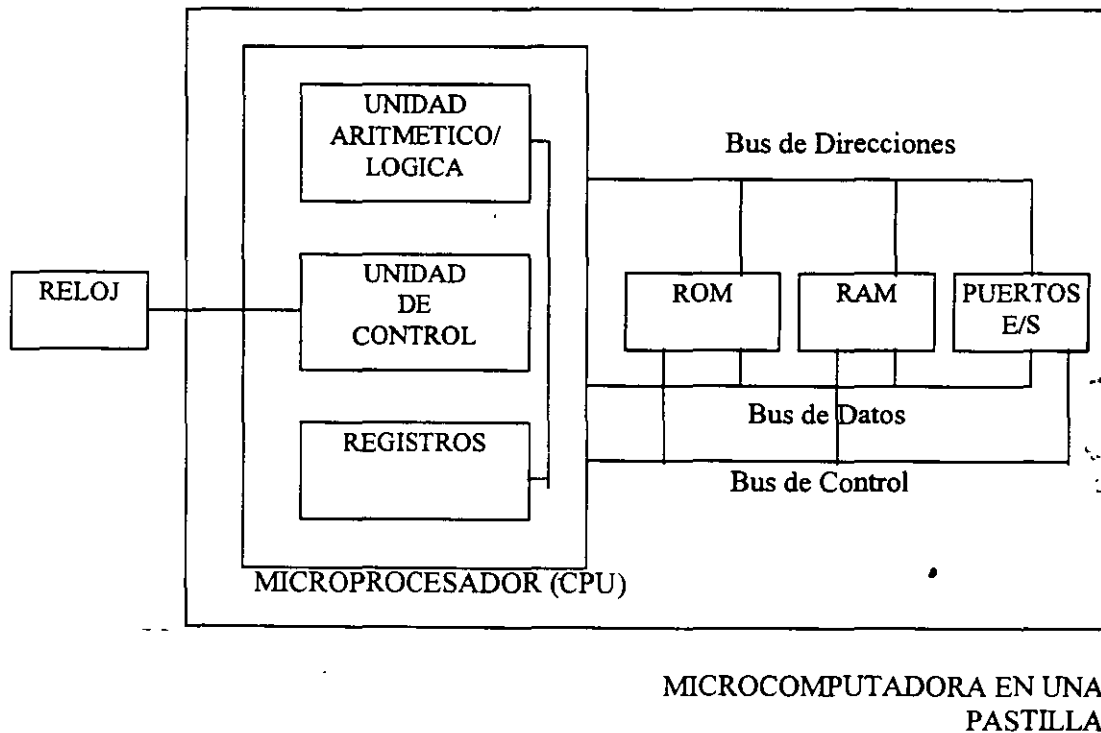 UNIDAD
ARITMETICO/
LOGICA
Bus de Direcciones
RELOJ
UNIDAD
DE
CONTROL
ROM
RAM
PUERTOS
E/S
Bus de Datos
REGISTROS
Bus de Control
MICROPROCESADOR (CPU)
MICROCOMPUTADORA EN UNA
PASTILLA